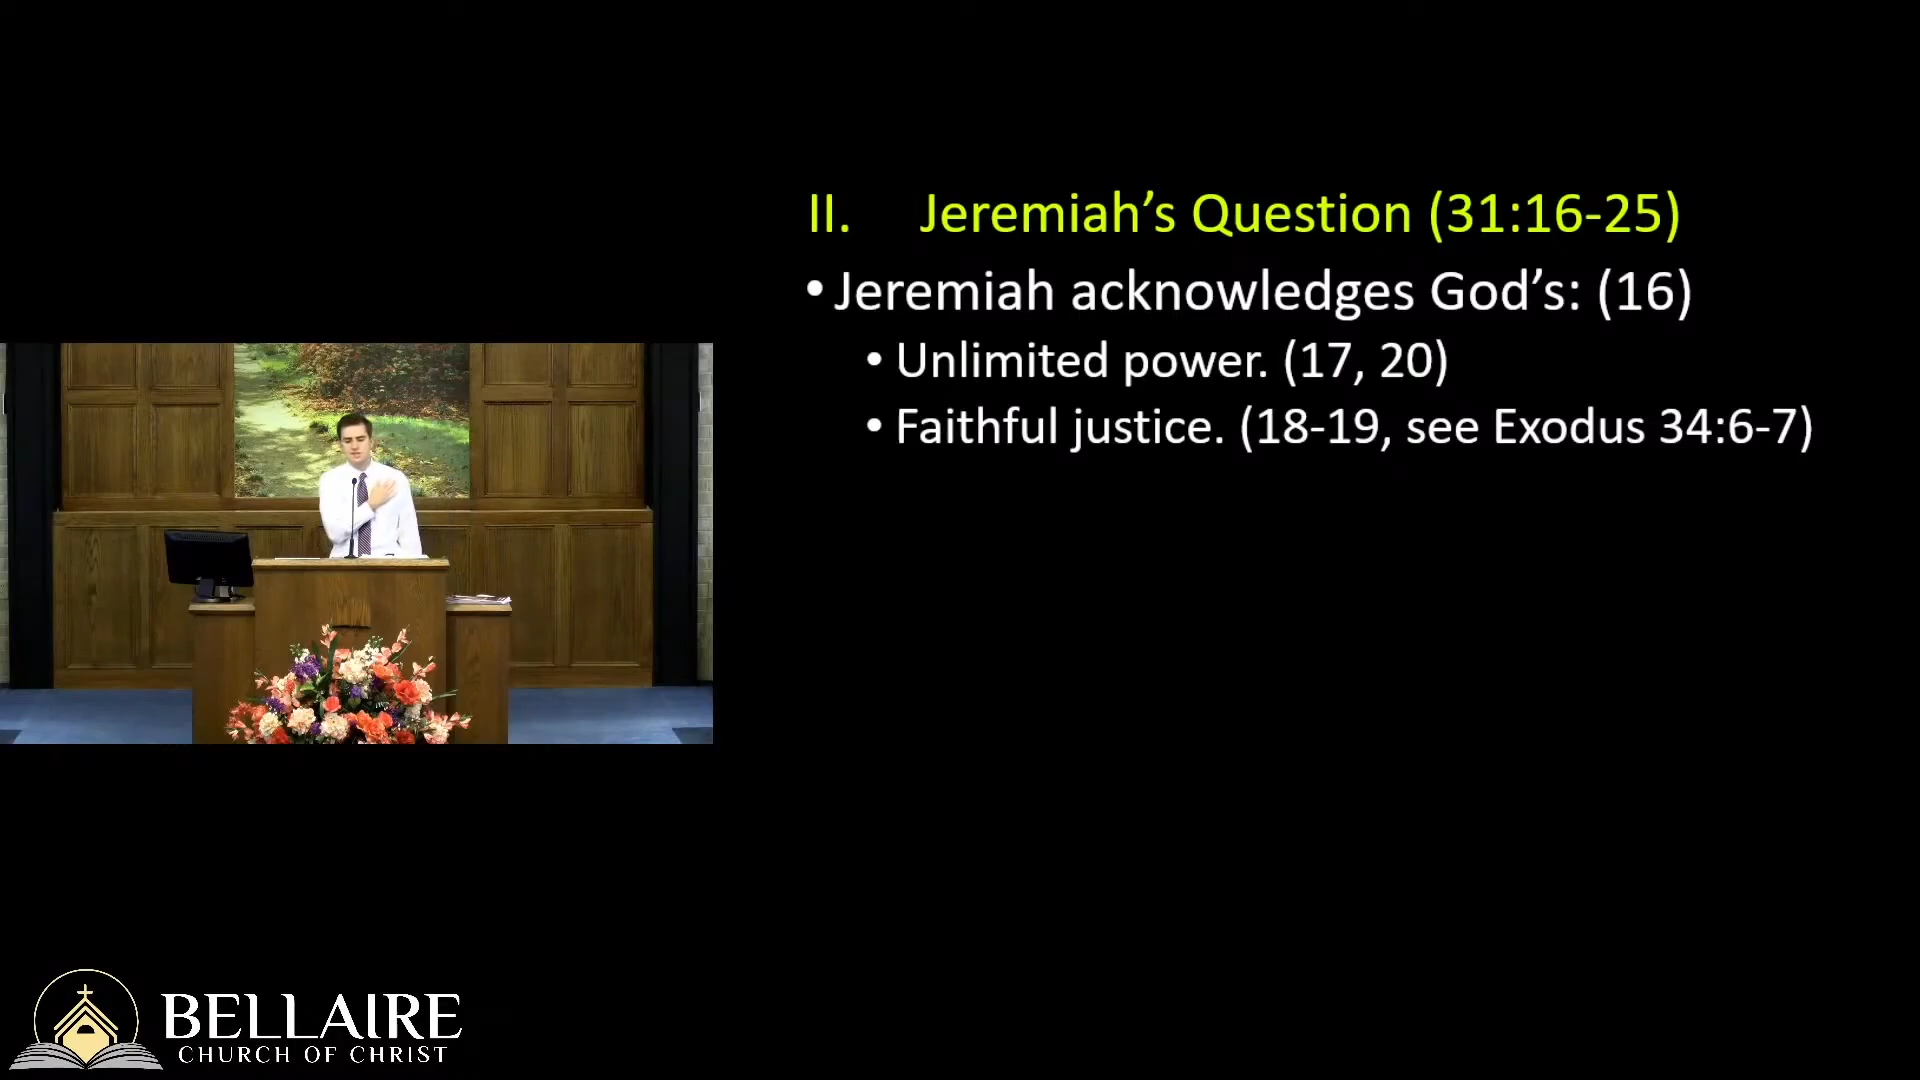 II. Jeremiah’s Question (31:16-25)
• Jeremiah acknowledges God’s: (16)
• Unlimited power. (17, 20)
• Faithful justice. (18-19, see Exodus 34:6-7)
BELLAIRE
CHURCH OF CHRIST